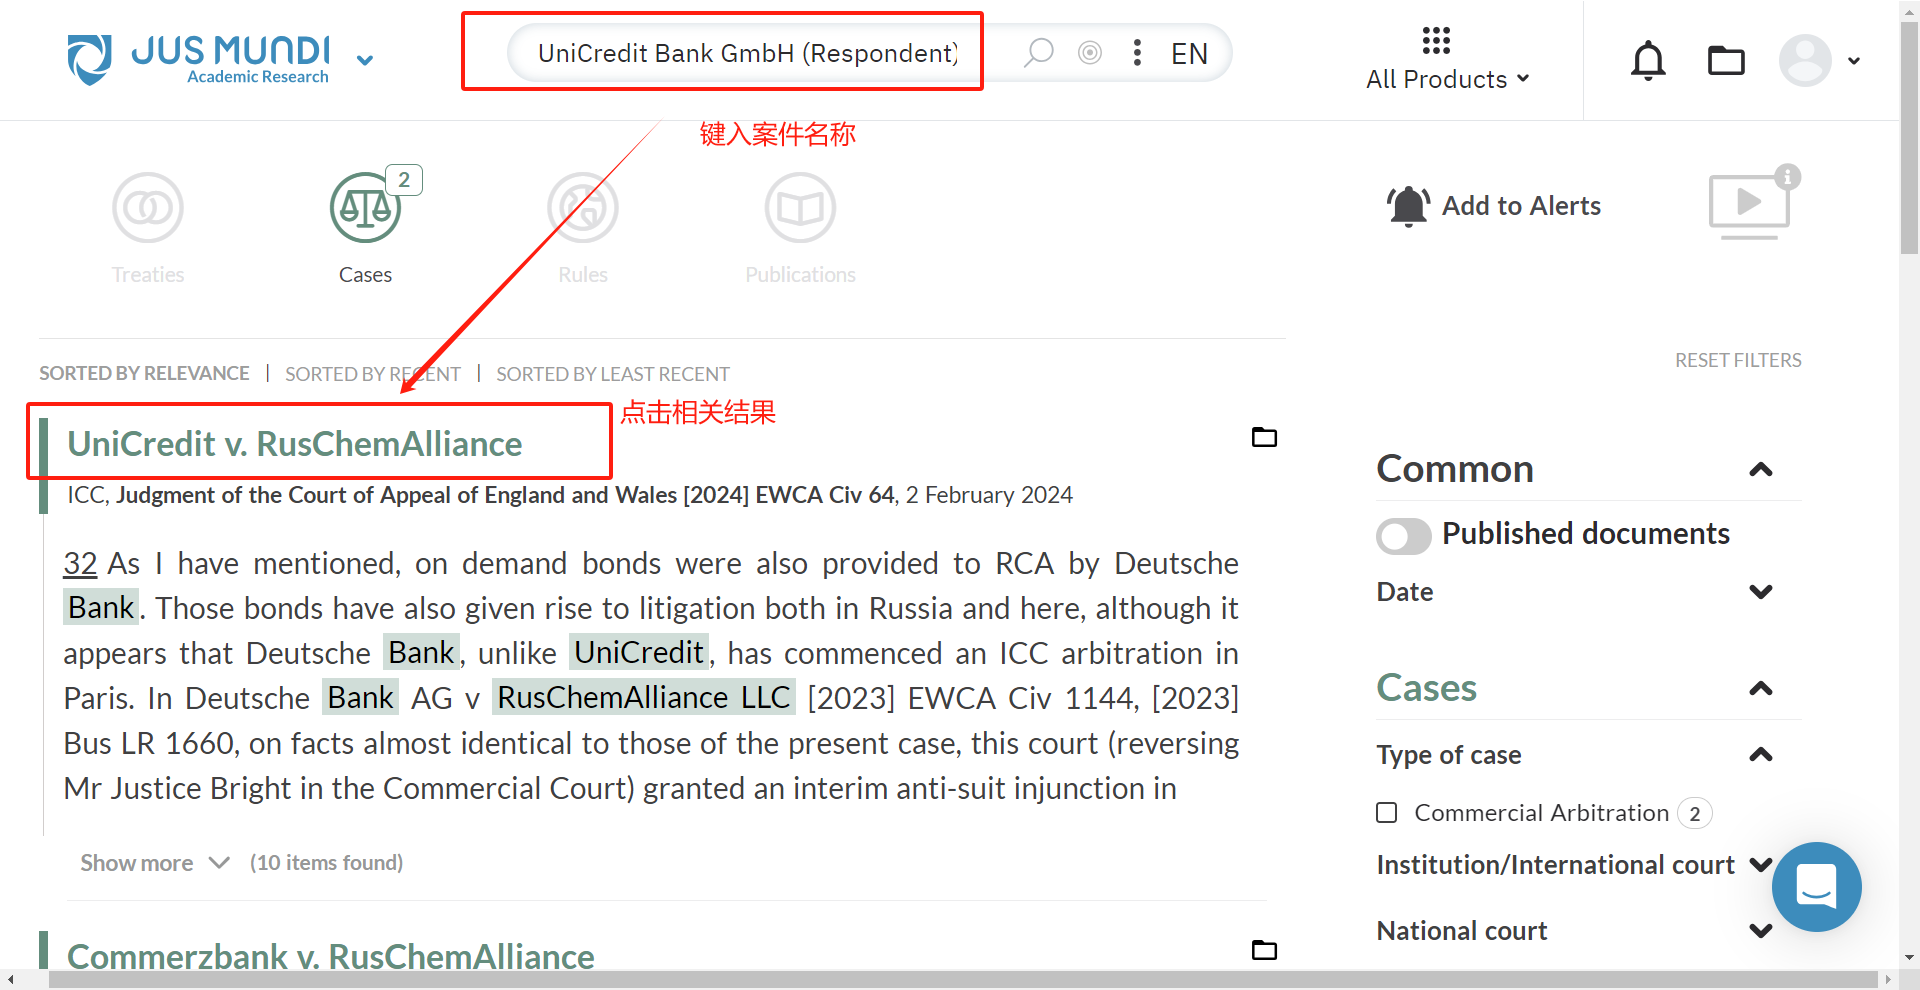 JUS MUNDI
Academic Research
UniCredit Bank GmbH (Respondent)
EN
All Products
键入案件名称
2
Treaties
Cases
Rules
Publications
i
Add to Alerts
SORTED BY RELEVANCE | SORTED BY RECENT | SORTED BY LEAST RECENT
RESET FILTERS
点击相关结果
UniCredit v. RusChemAlliance
ICC, Judgment of the Court of Appeal of England and Wales [2024] EWCA Civ 64, 2 February 2024
32 As I have mentioned, on demand bonds were also provided to RCA by Deutsche
Bank. Those bonds have also given rise to litigation both in Russia and here, although it
appears that Deutsche Bank, unlike UniCredit, has commenced an ICC arbitration in
Paris. In Deutsche Bank AG v RusChemAlliance LLC [2023] EWCA Civ 1144, [2023]
Bus LR 1660, on facts almost identical to those of the present case, this court (reversing
Mr Justice Bright in the Commercial Court) granted an interim anti-suit injunction in
Show more (10 items found)
Commerzbank v. RusChemAlliance
Common
Published documents
Date
Cases
Type of case
Commercial Arbitration 2
Institution/International court
National court